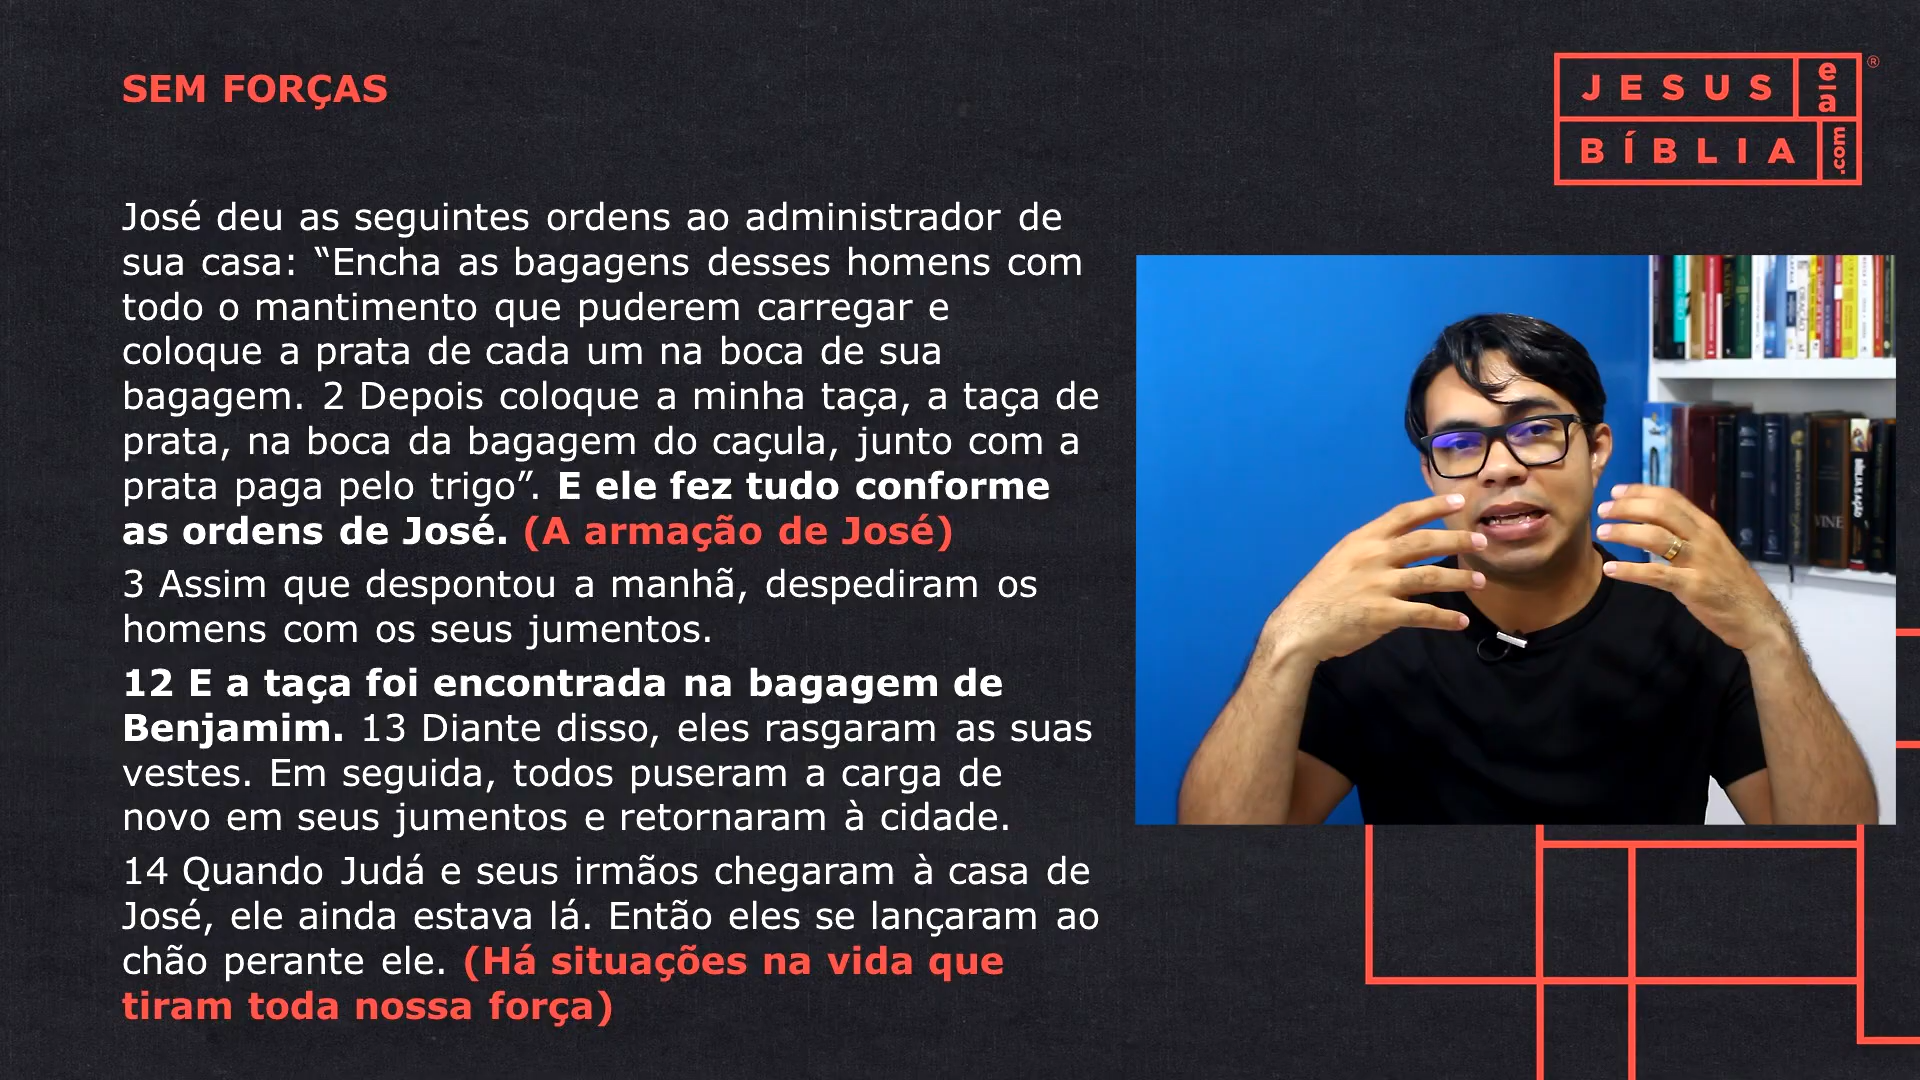 SEM FORÇAS
JESUS
e
a
®
BÍBLIA
.com
José deu as seguintes ordens ao administrador de
sua casa: “Encha as bagagens desses homens com
todo o mantimento que puderem carregar e
coloque a prata de cada um na boca de sua
bagagem. 2 Depois coloque a minha taça, a taça de
prata, na boca da bagagem do caçula, junto com a
prata paga pelo trigo”. E ele fez tudo conforme
as ordens de José. (A armação de José)
3 Assim que despontou a manhã, despediram os
homens com os seus jumentos.
12 E a taça foi encontrada na bagagem de
Benjamim. 13 Diante disso, eles rasgaram as suas
vestes. Em seguida, todos puseram a carga de
novo em seus jumentos e retornaram à cidade.
14 Quando Judá e seus irmãos chegaram à casa de
José, ele ainda estava lá. Então eles se lançaram ao
chão perante ele. (Há situações na vida que
tiram toda nossa força)
VINE